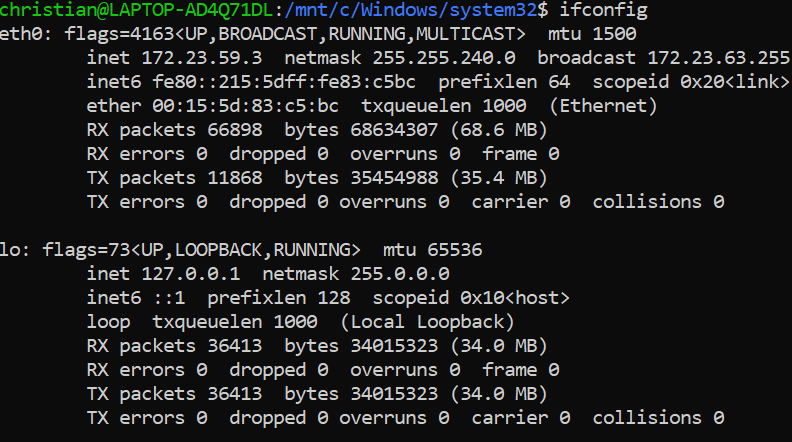 christian@LAPTOP-AD4Q71DL:/mnt/c/Windows/system32$ ifconfig
eth0: flags=4163<UP,BROADCAST,RUNNING,MULTICAST>  mtu 1500
        inet 172.23.59.3  netmask 255.255.240.0  broadcast 172.23.63.255
        inet6 fe80::215:5dff:fe83:c5bc  prefixlen 64  scopeid 0x20<link>
        ether 00:15:5d:83:c5:bc  txqueuelen 1000  (Ethernet)
        RX packets 66898  bytes 68634307 (68.6 MB)
        RX errors 0  dropped 0  overruns 0  frame 0
        TX packets 11868  bytes 35454988 (35.4 MB)
        TX errors 0  dropped 0 overruns 0  carrier 0  collisions 0

lo: flags=73<UP,LOOPBACK,RUNNING>  mtu 65536
        inet 127.0.0.1  netmask 255.0.0.0
        inet6 ::1  prefixlen 128  scopeid 0x10<host>
        loop  txqueuelen 1000  (Local Loopback)
        RX packets 36413  bytes 34015323 (34.0 MB)
        RX errors 0  dropped 0  overruns 0  frame 0
        TX packets 36413  bytes 34015323 (34.0 MB)
        TX errors 0  dropped 0 overruns 0  carrier 0  collisions 0